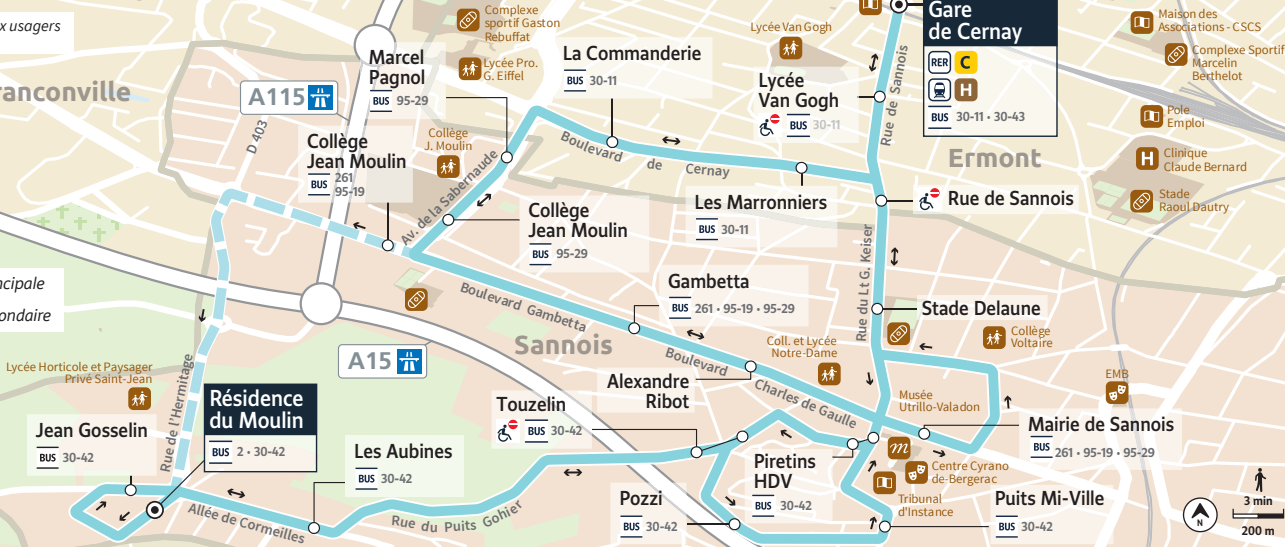 x usagers
Complexe
sportif Gaston
Rebuffat
Lycée Pro.
G. Eiffel
Marcel
Pagnol
BUS 95-29
La Commanderie
BUS 30-11
Lycée Van Gogh
Lycée
Van Gogh
BUS 30-11
Gare
de Cernay
RER C
H
BUS 30-11 • 30-43
Maison des
Associations - CSCS
Complexe Sportif
Marcelin
Berthelot
Pole
Emploi
H Clinique
Claude Bernard
Stade
Raoul Dautry
Ermont
ranconville
A115
D 403
Collège
Jean Moulin
BUS 261
95-19
Collège
J. Moulin
Av. de la Sabernaude
Boulevard de Cernay
Rue de Sannois
Les Marronniers
BUS 30-11
Rue de Sannois
Collège
Jean Moulin
BUS 95-29
Rue du Lt G. Keiser
ncipale
ondaire
Gambetta
BUS 261 • 95-19 • 95-29
Boulevard Gambetta
Stade Delaune
Collège
Voltaire
Sannois
A15
Boulevard Charles de Gaulle
Coll. et Lycée
Notre-Dame
Alexandre
Ribot
EMB
Musée
Utrillo-Valadon
Lycée Horticole et Paysager
Privé Saint-Jean
Rue de l'Hermitage
Résidence
du Moulin
BUS 2 • 30-42
Jean Gosselin
BUS 30-42
Touzelin
BUS 30-42
Mairie de Sannois
BUS 261 • 95-19 • 95-29
m
Centre Cyrano
de-Bergerac
Les Aubines
BUS 30-42
Piretins
HDV
BUS 30-42
Tribunal
d'Instance
Pozzi
BUS 30-42
Puits Mi-Ville
BUS 30-42
Allée de Cormeilles
Rue du Puits Gohier
N
3 min
200 m